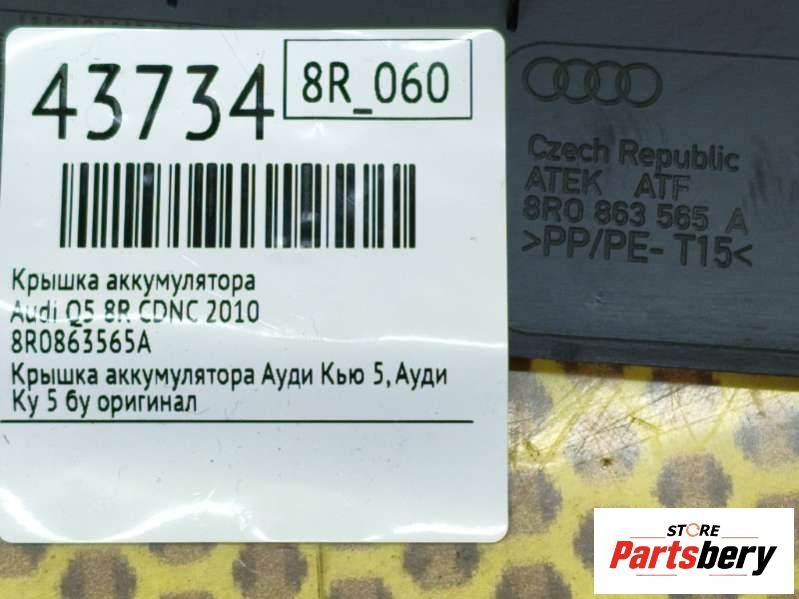 43734
8R_060
Крышка аккумулятора
Audi Q5 8R CDNC 2010
8R0863565A
Крышка аккумулятора Ауди Кью 5, Ауди
Ку 5 бу оригинал
Czech Republic
ATEK ATF
8R0 863 565 A
>PP/PE- T15<
STORE
Partsbery